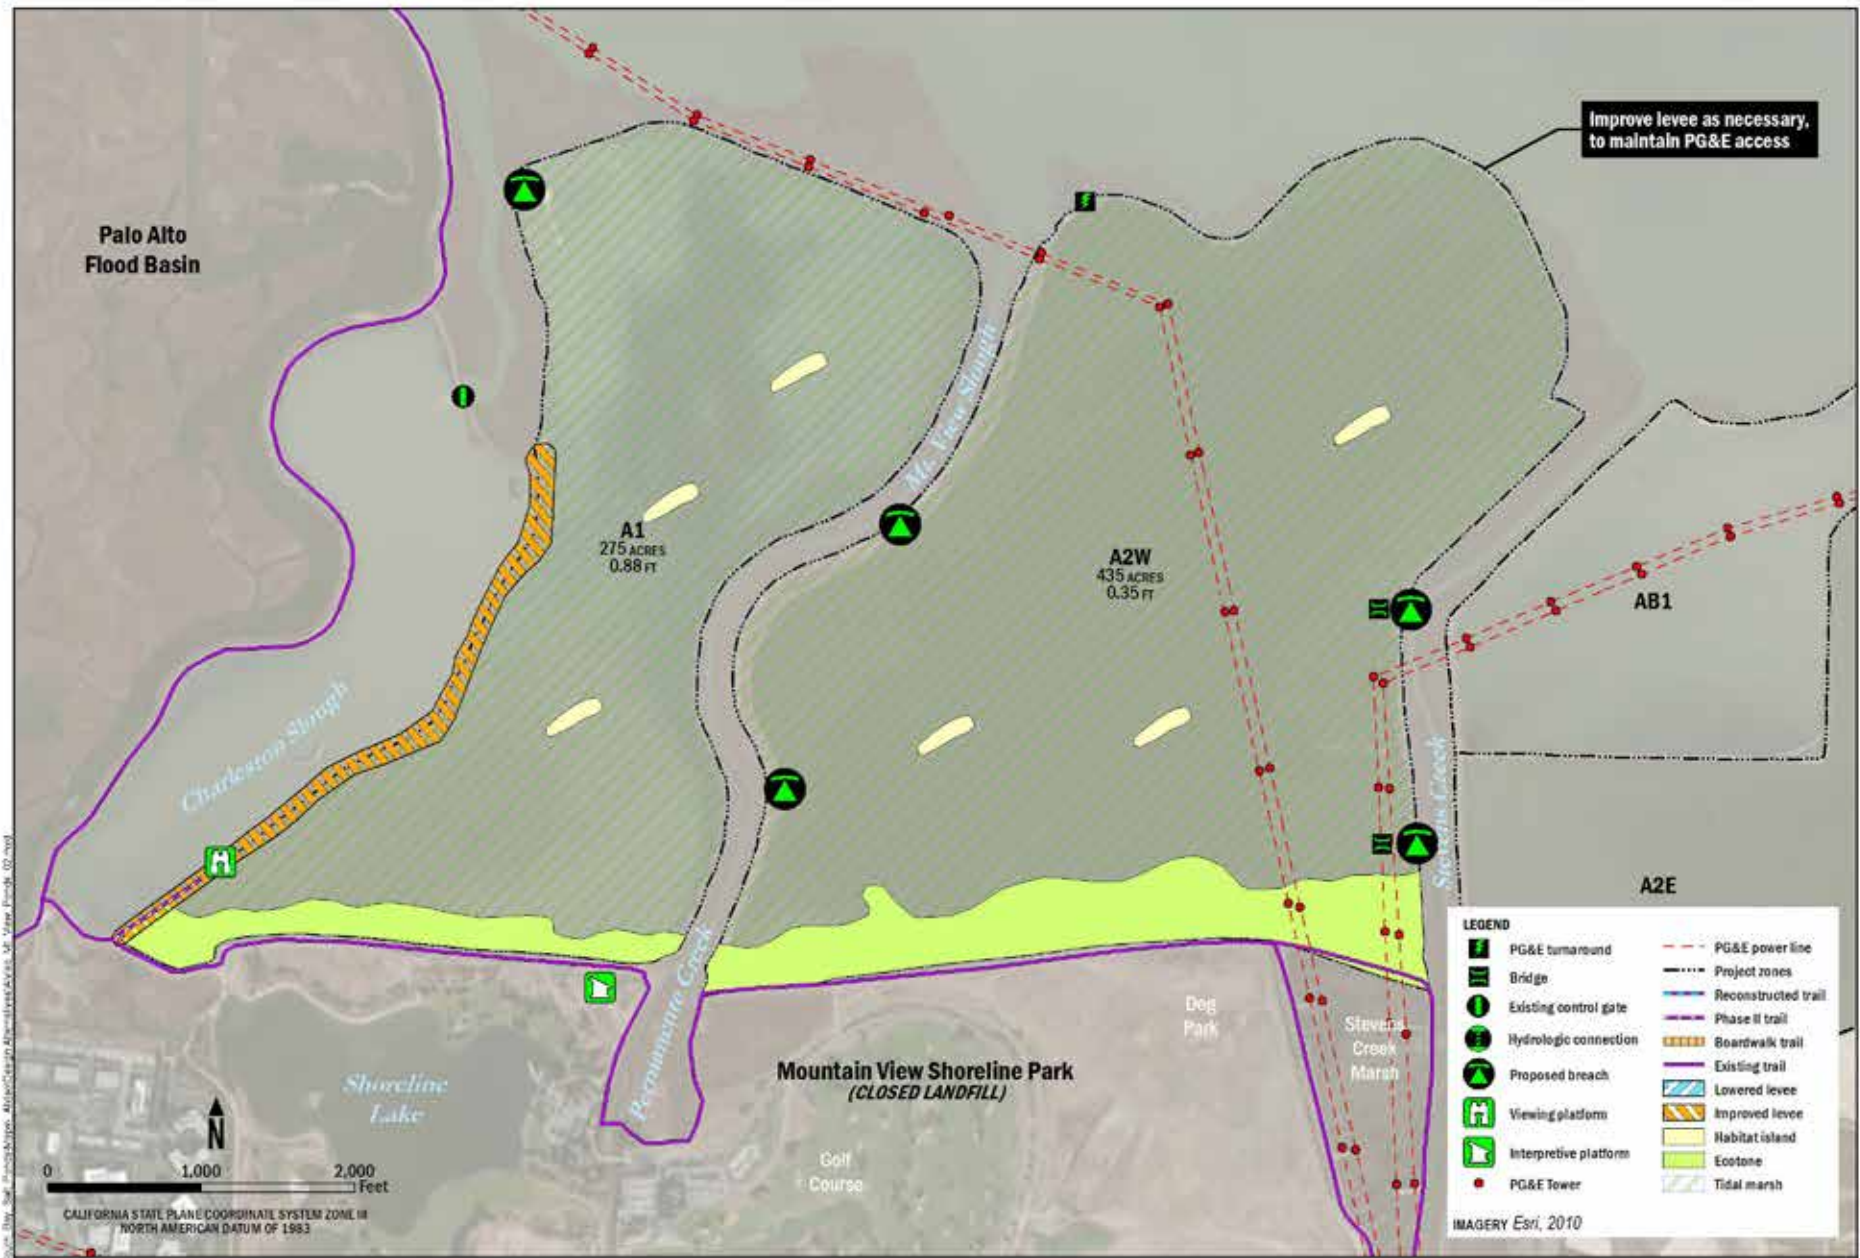 Improve levee as necessary,
to maintain PG&E access
Palo Alto
Flood Basin
Mt. View Slough
A1
275 ACRES
0.88 FT
A2W
435 ACRES
0.35 FT
AB1
Charleston Slough
Stevens Creek
A2E
Permanente Creek
Dog
Park
Stevens
Creek
Marsh
Mountain View Shoreline Park
(CLOSED LANDFILL)
Shoreline
Lake
Golf
Course
N
0 1,000 2,000
Feet
CALIFORNIA STATE PLANE COORDINATE SYSTEM ZONE III
NORTH AMERICAN DATUM OF 1983
LEGEND
PG&E turnaround
Bridge
Existing control gate
Hydrologic connection
Proposed breach
Viewing platform
Interpretive platform
PG&E Tower
PG&E power line
Project zones
Reconstructed trail
Phase II trail
Boardwalk trail
Existing trail
Lowered levee
Improved levee
Habitat island
Ecotone
Tidal marsh
IMAGERY Esri, 2010